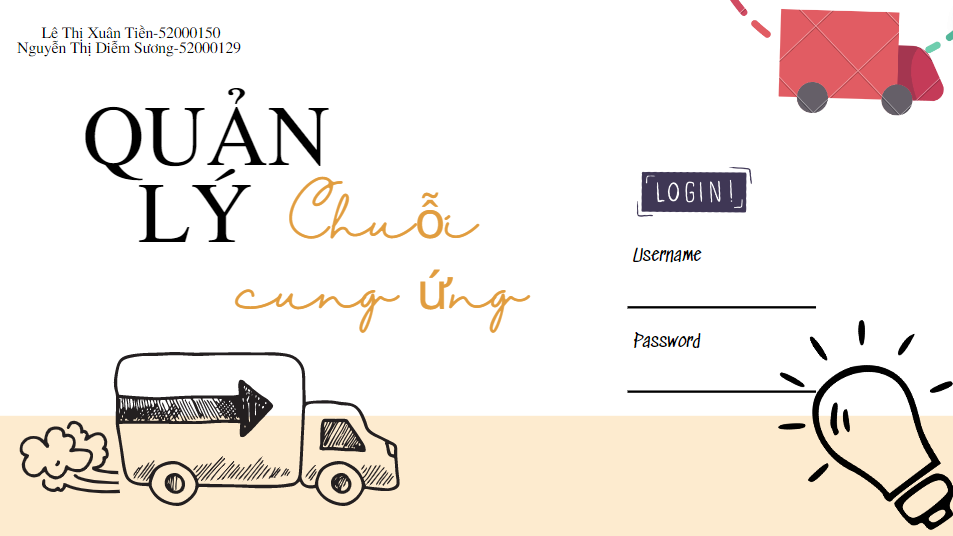 Lê Thị Xuân Tiền-52000150
Nguyễn Thị Diễm Sương-52000129
QUẢN
LÝ Chuỗi
cung ứng
LOGIN!
Username
Password